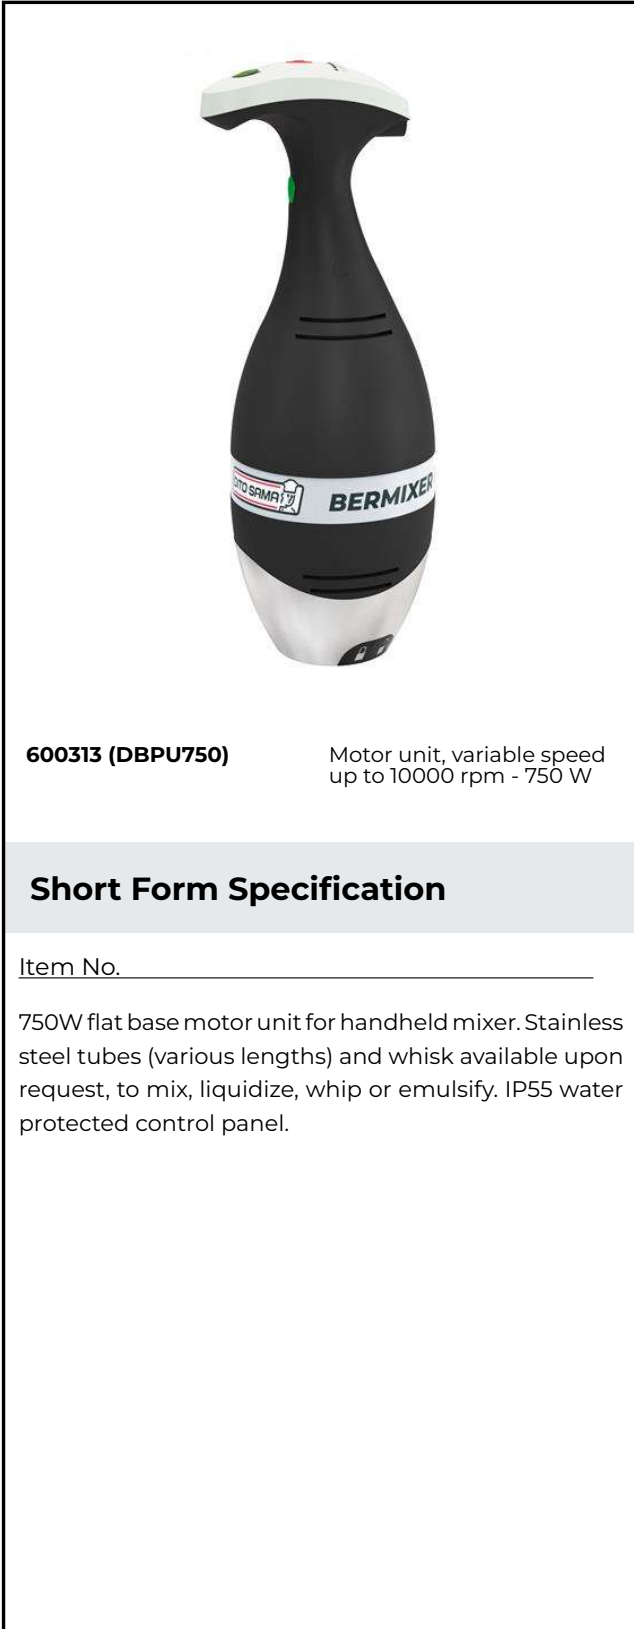 DITO SAMA
BERMIXER
600313 (DBPU750)
Motor unit, variable speed
up to 10000 rpm - 750 W
Short Form Specification
Item No.
750W flat base motor unit for handheld mixer. Stainless
steel tubes (various lengths) and whisk available upon
request, to mix, liquidize, whip or emulsify. IP55 water
protected control panel.